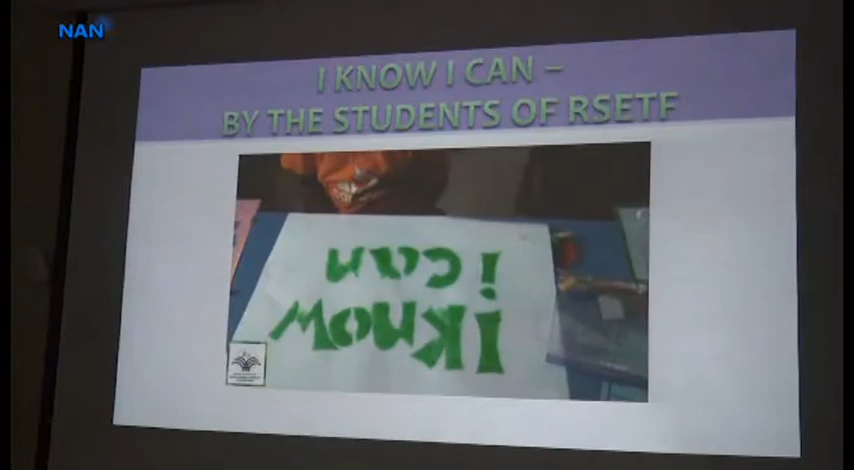 NAN
I KNOW I CAN –
BY THE STUDENTS OF RSETF
I KNOW
i can